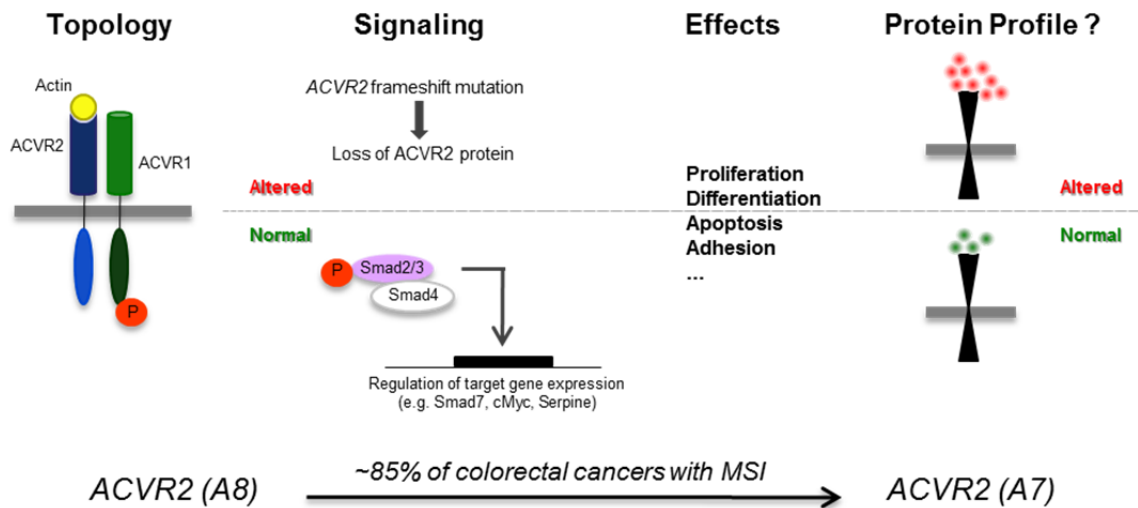 Topology
Signaling
Effects
Protein Profile ?
Actin
ACVR2
ACVR1
P
ACVR2 frameshift mutation
Loss of ACVR2 protein
Altered
Normal
P
Smad2/3
Smad4
Regulation of target gene expression
(e.g. Smad7, cMyc, Serpine)
Proliferation
Differentiation
Apoptosis
Adhesion
...
Altered
Normal
ACVR2 (A8)
~85% of colorectal cancers with MSI
ACVR2 (A7)